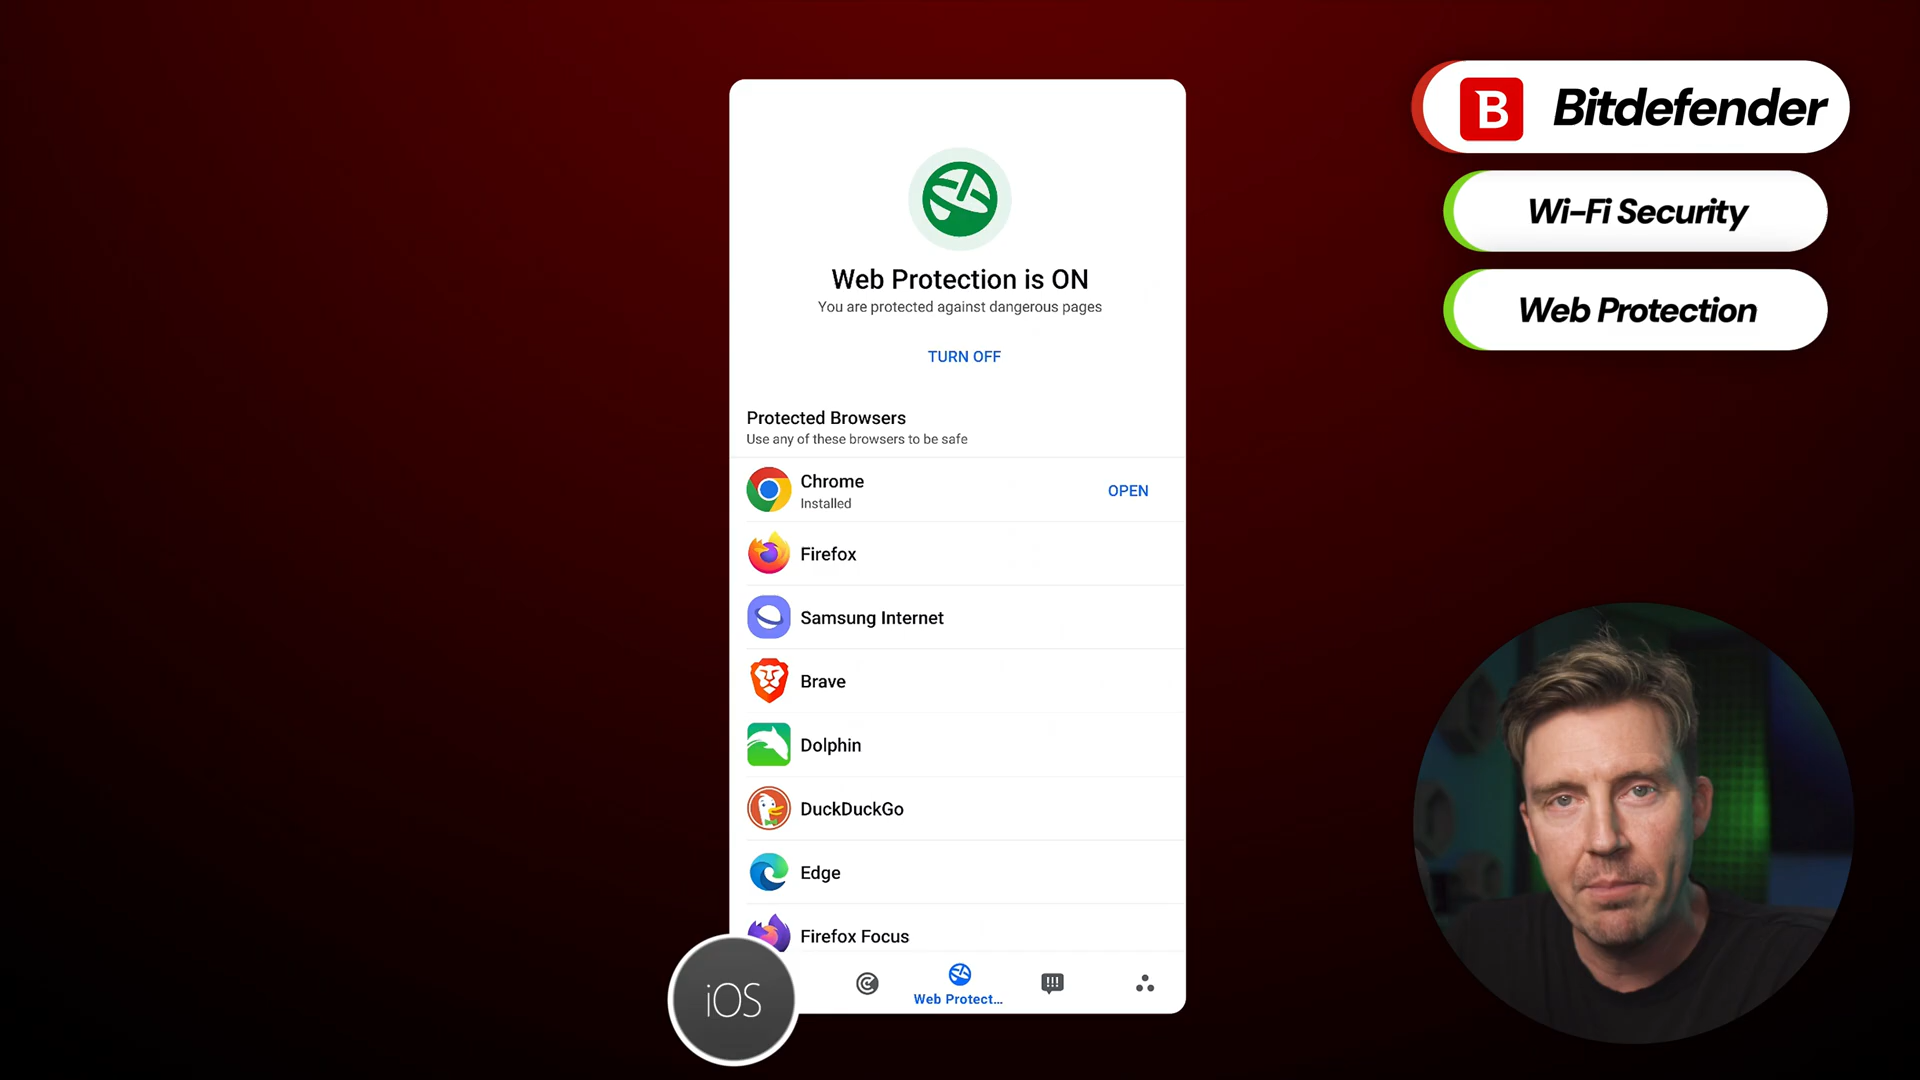 Web Protection is ON
You are protected against dangerous pages
TURN OFF
Protected Browsers
Use any of these browsers to be safe
Chrome
Installed
OPEN
Firefox
Samsung Internet
Brave
Dolphin
DuckDuckGo
Edge
Firefox Focus
Web Protect...
iOS
B Bitdefender
Wi-Fi Security
Web Protection